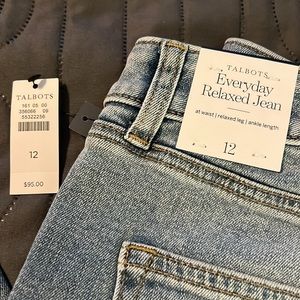 TALBOTS
161 05 00
356066 09
55322256
12
$95.00
TALBOTS
Everyday
Relaxed Jean
at waist | relaxed leg | ankle length
12